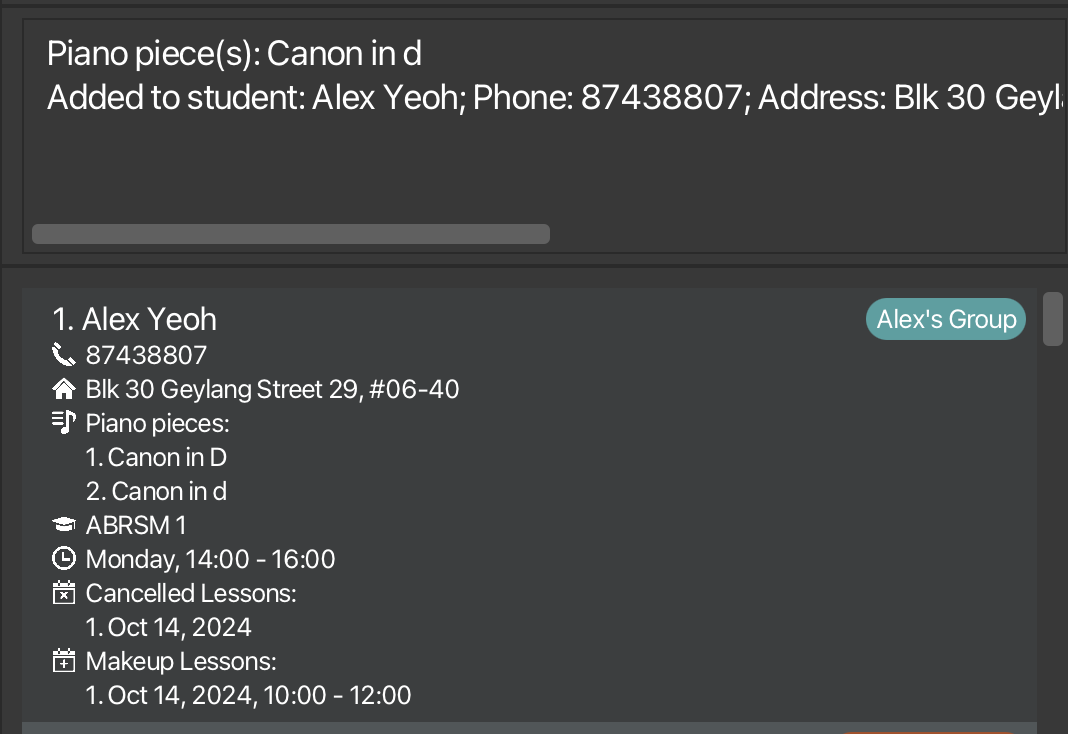 Piano piece(s): Canon in d
Added to student: Alex Yeoh; Phone: 87438807; Address: Blk 30
1. Alex Yeoh
Alex's Group
87438807
Blk 30 Geylang Street 29, #06-40
Piano pieces:
1. Canon in D
2. Canon in d
ABRSM 1
Monday, 14:00 - 16:00
Cancelled Lessons:
1. Oct 14, 2024
Makeup Lessons:
1. Oct 14, 2024, 10:00 - 12:00